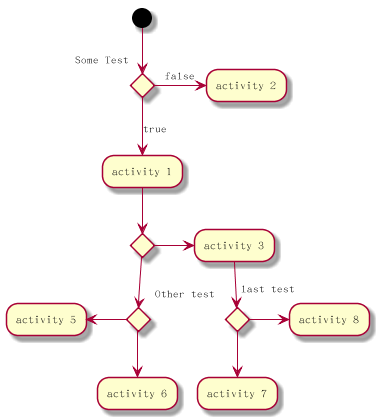 Some Test
false
activity 2
true
activity 1
activity 3
Other test
last test
activity 5
activity 8
activity 6
activity 7